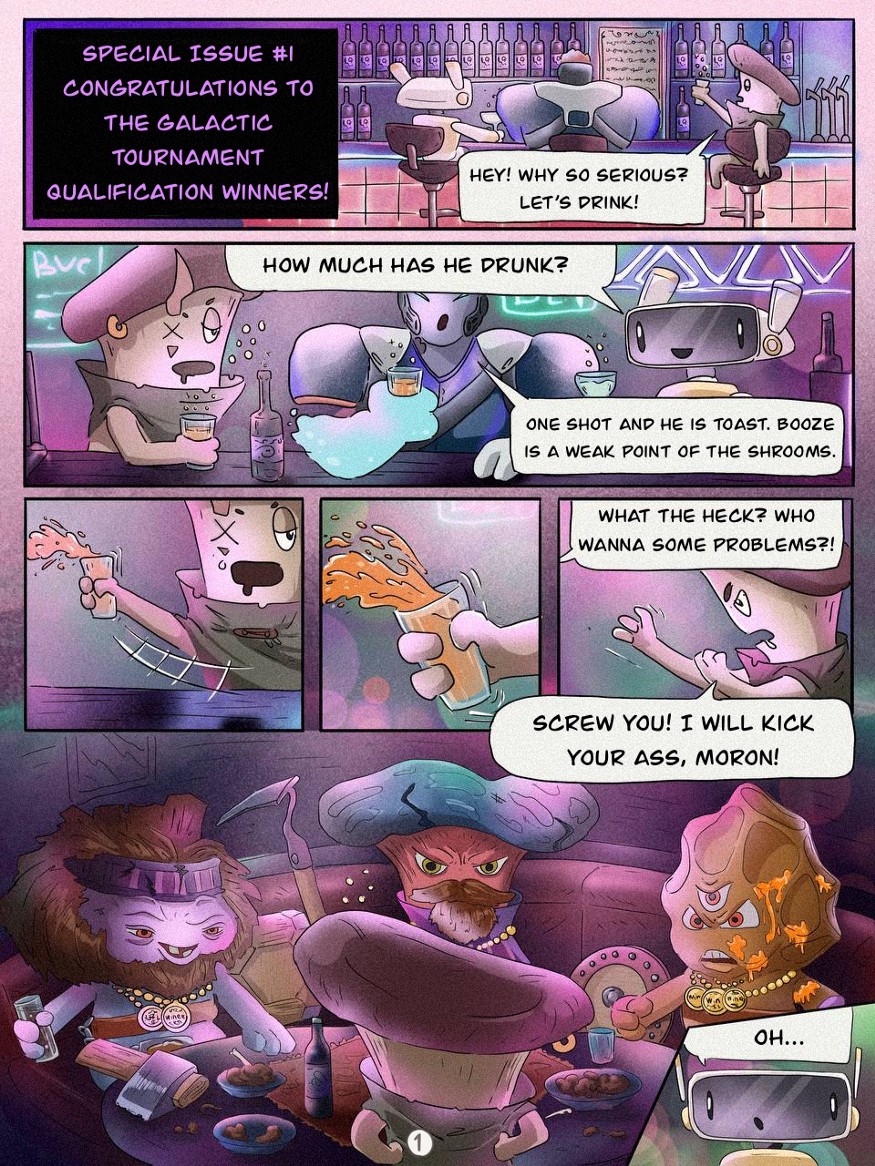 SPECIAL ISSUE #1
CONGRATULATIONS TO
THE GALACTIC
TOURNAMENT
QUALIFICATION WINNERS!
HEY! WHY SO SERIOUS?
LET'S DRINK!
HOW MUCH HAS HE DRUNK?
ONE SHOT AND HE IS TOAST. BOOZE
IS A WEAK POINT OF THE SHROOMS.
WHAT THE HECK? WHO
WANNA SOME PROBLEMS?!
SCREW YOU! I WILL KICK
YOUR ASS, MORON!
OH...
1